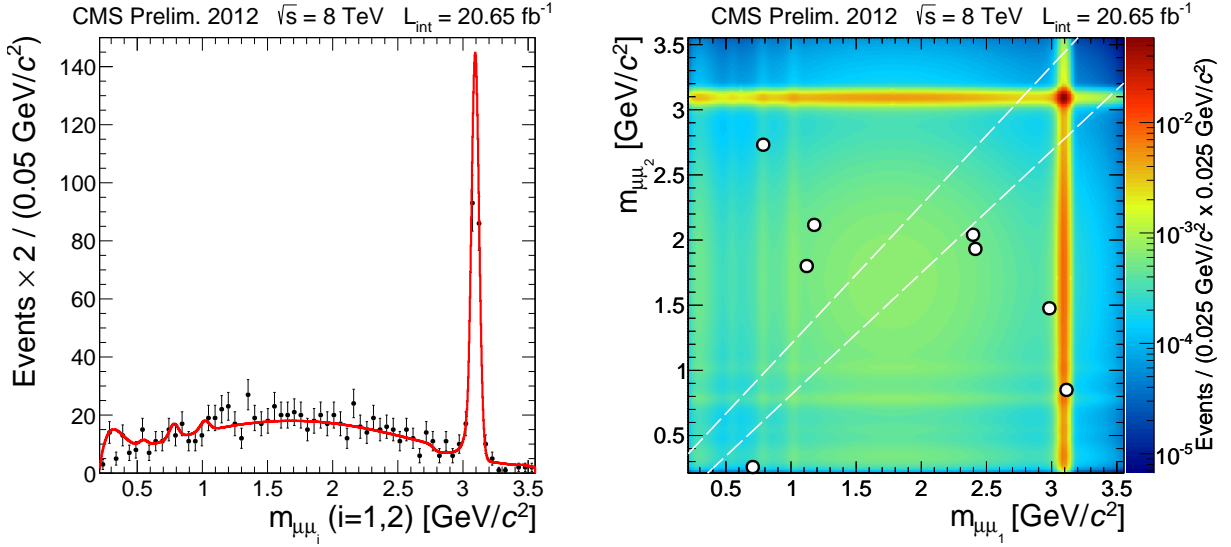 CMS Prelim. 2012 √s = 8 TeV L_int = 20.65 fb⁻¹
Events × 2 / (0.05 GeV/c²)
140
120
100
80
60
40
20
0
0.5 1 1.5 2 2.5 3 3.5
m_μμ_i (i=1,2) [GeV/c²]
CMS Prelim. 2012 √s = 8 TeV L_int = 20.65 fb⁻¹
m_μμ_2 [GeV/c²]
3.5
3
2.5
2
1.5
1
0.5
0.5 1 1.5 2 2.5 3 3.5
m_μμ_1 [GeV/c²]
10⁻²
10⁻³
10⁻⁴
10⁻⁵
Events / (0.025 GeV/c² x 0.025 GeV/c²)